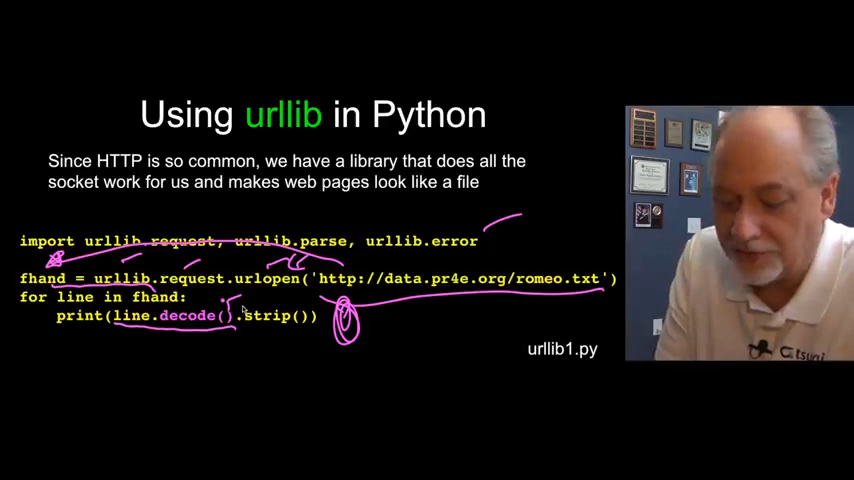 Using urllib in Python
Since HTTP is so common, we have a library that does all the
socket work for us and makes web pages look like a file
import urllib.request, urllib.parse, urllib.error
fhand = urllib.request.urlopen('http://data.pr4e.org/romeo.txt')
for line in fhand:
print(line.decode().strip())
urllib1.py